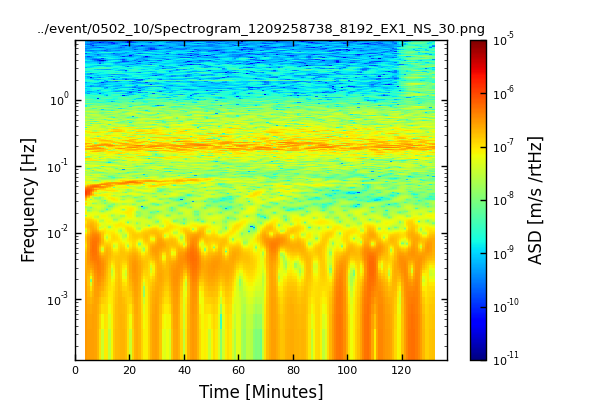 ../event/0502_10/Spectrogram_1209258738_8192_EX1_NS_30.png
Frequency [Hz]
10^0
10^-1
10^-2
10^-3
0 20 40 60 80 100 120
Time [Minutes]
10^-5
10^-6
10^-7
10^-8
10^-9
10^-10
10^-11
ASD [m/s /rtHz]